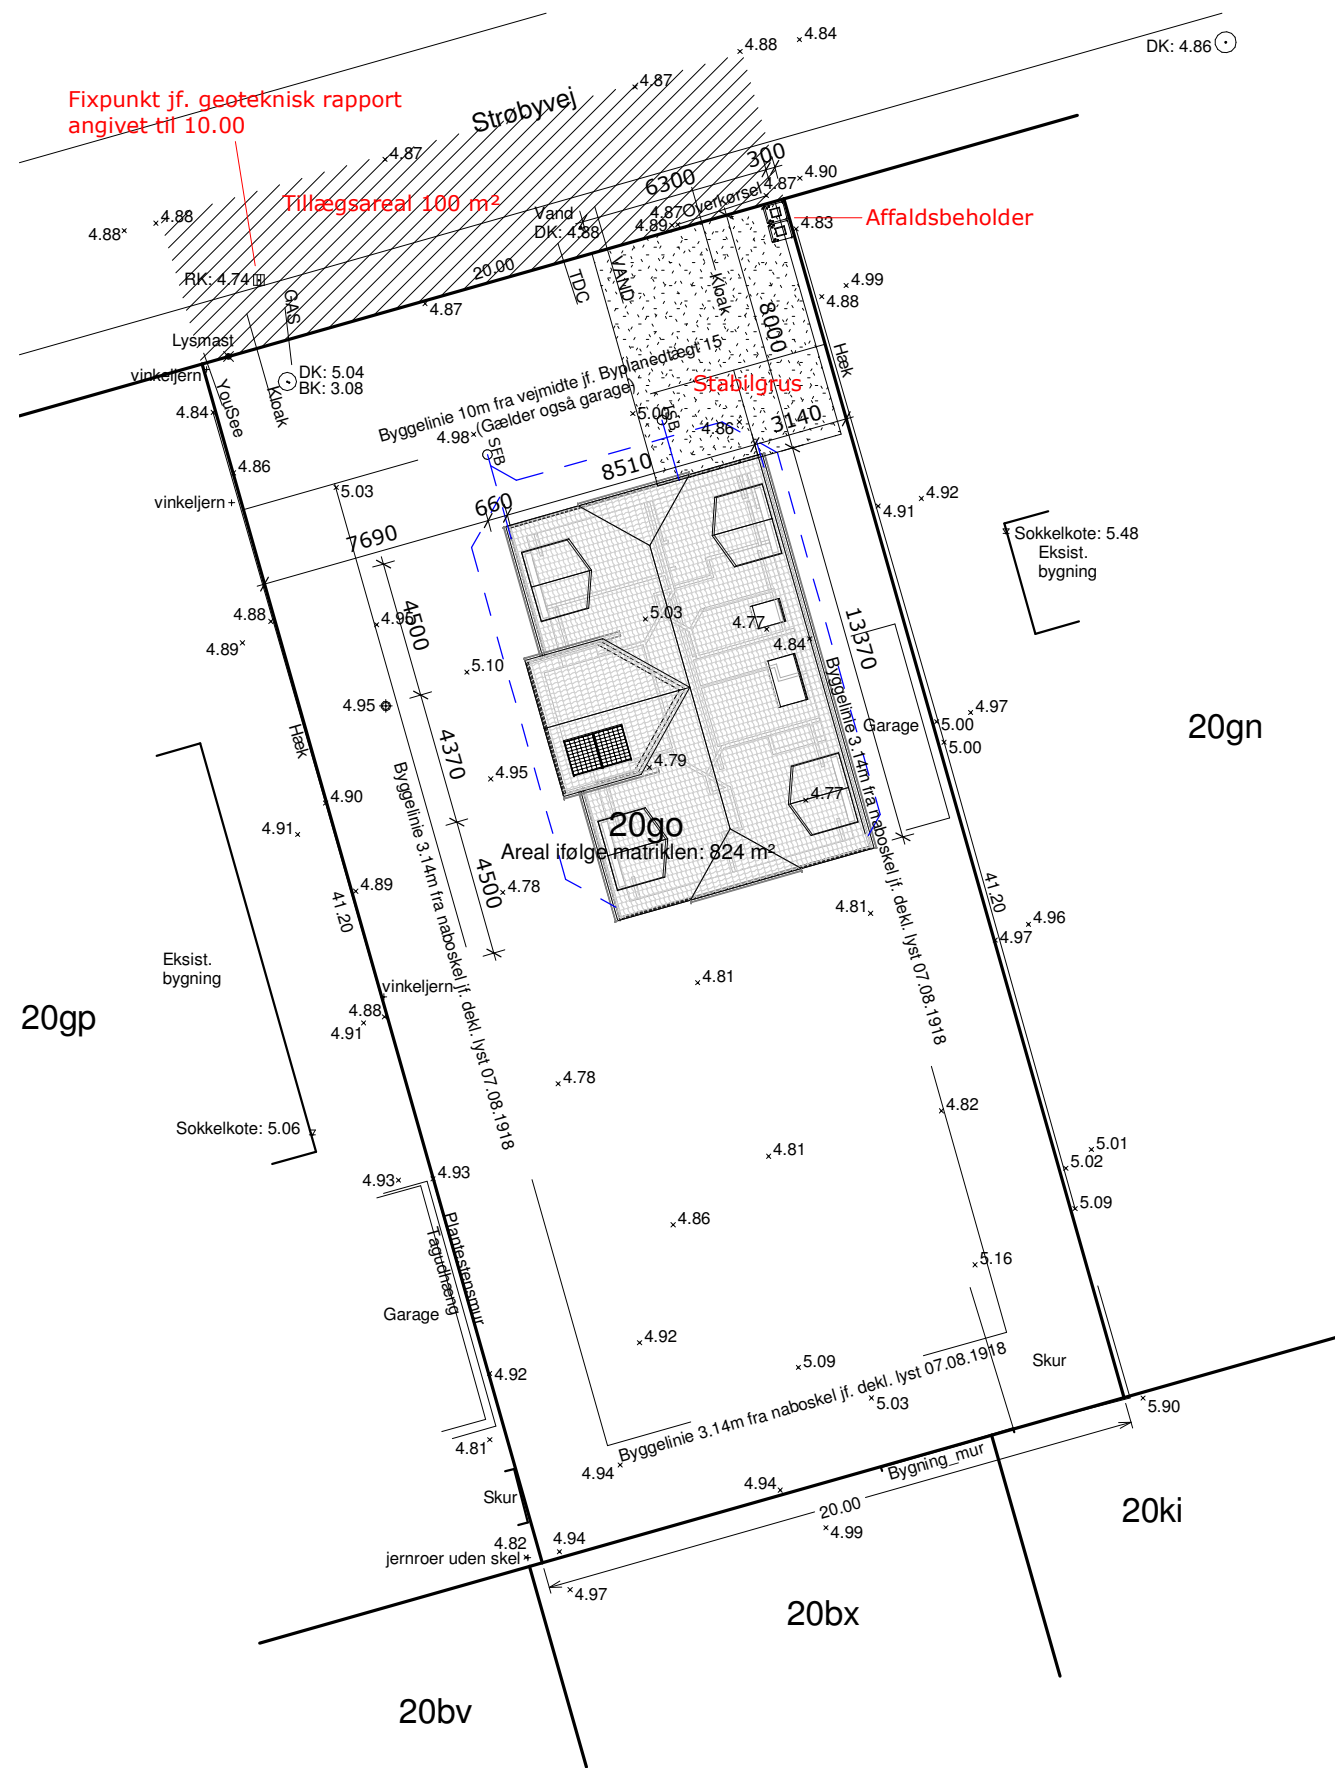 4.88
4.84
DK: 4.86
4.87
Strøbyvej
Fixpunkt jf. geoteknisk rapport
angivet til 10.00
4.87
300
6300
4.90
4.87
Overkørsel
Tillægsareal 100 m²
4.88
4.88
Vand
DK: 4.88
4.87
4.89
4.83
Affaldsbeholder
RK: 4.74
GAS
20.00
TDC
VAND
Kloak
8000
4.99
4.88
4.87
Lysmast
vinkeljern
DK: 5.04
BK: 3.08
YouSee
Kloak
4.84
Hæk
Byggelinie 10m fra vejmidte jf. Byplanedtægt 15
(Gælder også garage)
Stabilgrus
5.00
4.86
3140
4.98
SFB
4.86
8510
5.03
vinkeljern
660
7690
4.92
4.91
Sokkelkote: 5.48
Eksist.
bygning
4.88
4.89
4.95
4500
5.03
4.77
4.84
13370
5.10
4.95
Hæk
4370
4.95
4.79
4.77
Byggelinie 3.14m fra naboskel jf. dekl. lyst 07.08.1918
Garage
4.97
5.00
5.00
20gn
4.90
4.91
20go
Areal ifølge matriklen: 824 m²
Byggelinie 3.14m fra naboskel jf. dekl. lyst 07.08.1918
4500
4.78
4.89
41.20
4.81
41.20
4.96
4.97
Eksist.
bygning
4.81
vinkeljern
4.88
4.91
20gp
4.78
4.82
Sokkelkote: 5.06
4.81
5.01
5.02
4.93
4.93
5.09
4.86
Plantestensmur
Tagudhæng
Garage
5.16
4.92
5.09
Skur
4.92
5.03
5.90
Byggelinie 3.14m fra naboskel jf. dekl. lyst 07.08.1918
4.81
4.94
4.94
Bygning_mur
Skur
20.00
4.99
20ki
4.82
4.94
jernroer uden skel
4.97
20bx
20bv